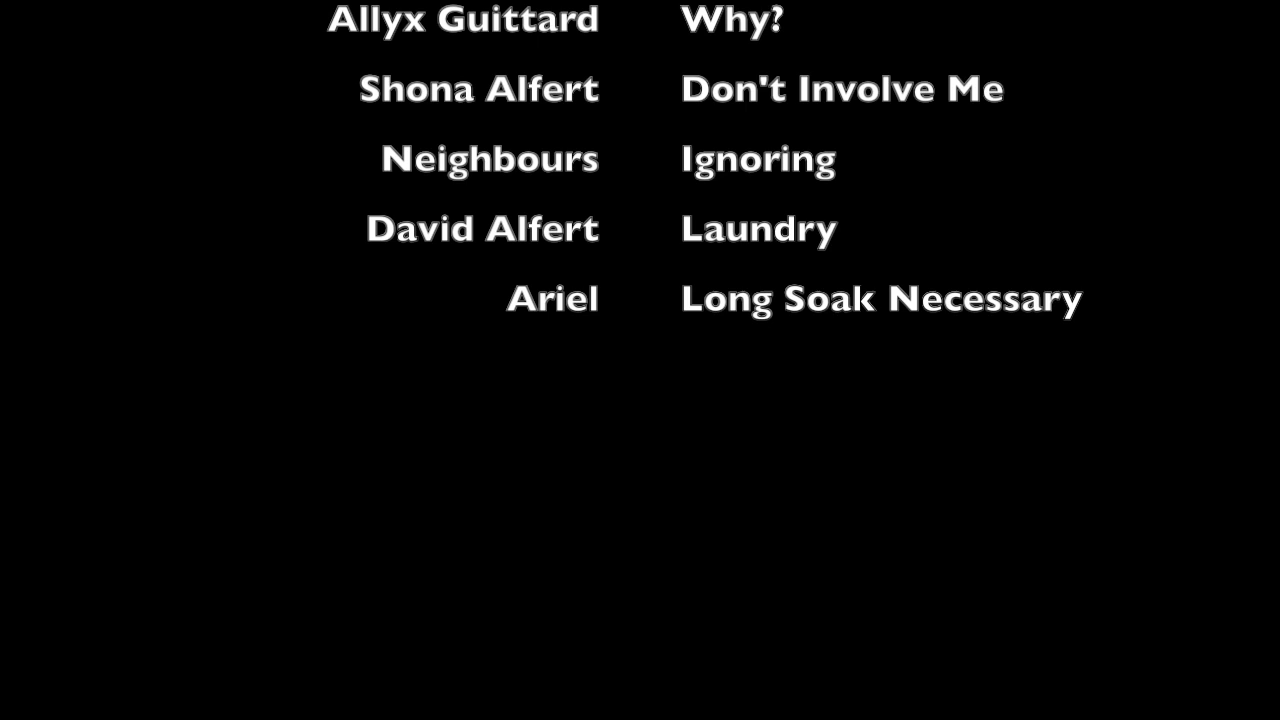 Allyx Guittard Why?
Shona Alfert Don't Involve Me
Neighbours Ignoring
David Alfert Laundry
Ariel Long Soak Necessary